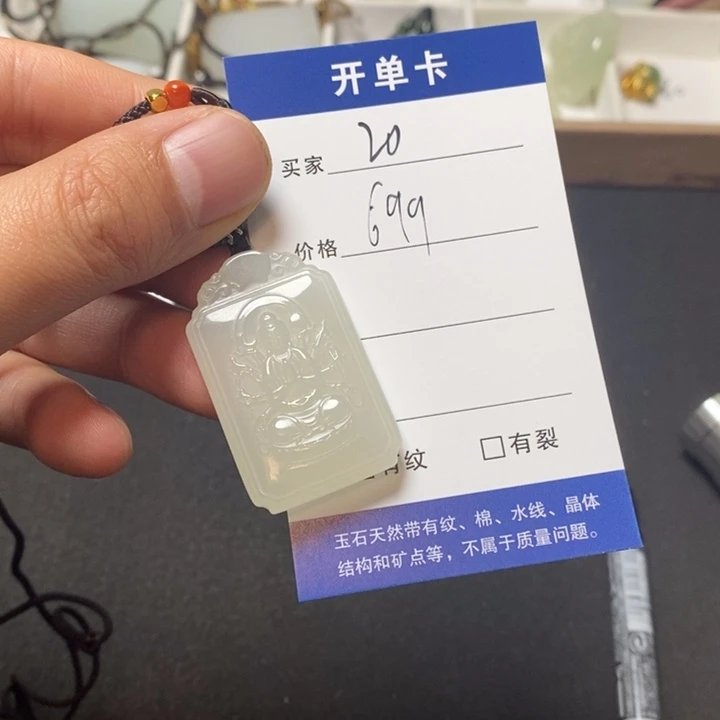 开单卡
买家 20
价格 699
有纹 □有裂
玉石天然带有纹、棉、水线、晶体
结构和矿点等，不属于质量问题。